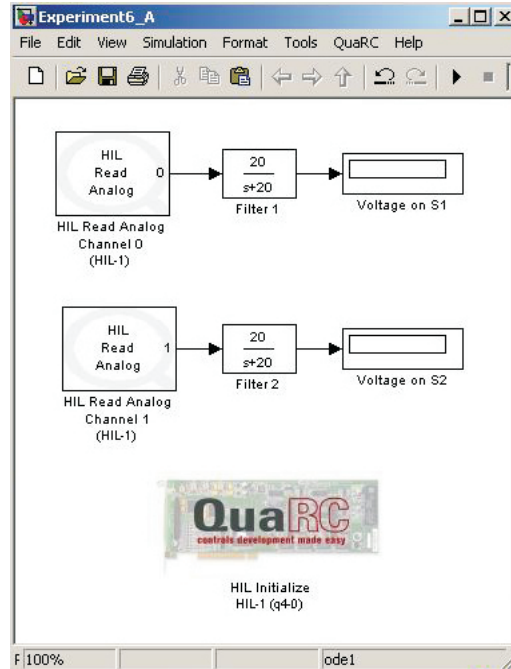 Experiment6_A
File Edit View Simulation Format Tools QuaRC Help
HIL
Read
Analog
0
20
s+20
Filter 1
Voltage on S1
HIL Read Analog
Channel 0
(HIL-1)
HIL
Read
Analog
1
20
s+20
Filter 2
Voltage on S2
HIL Read Analog
Channel 1
(HIL-1)
QuaRC
controls development made easy
HIL Initialize
HIL-1 (q4-0)
F 100%
ode1